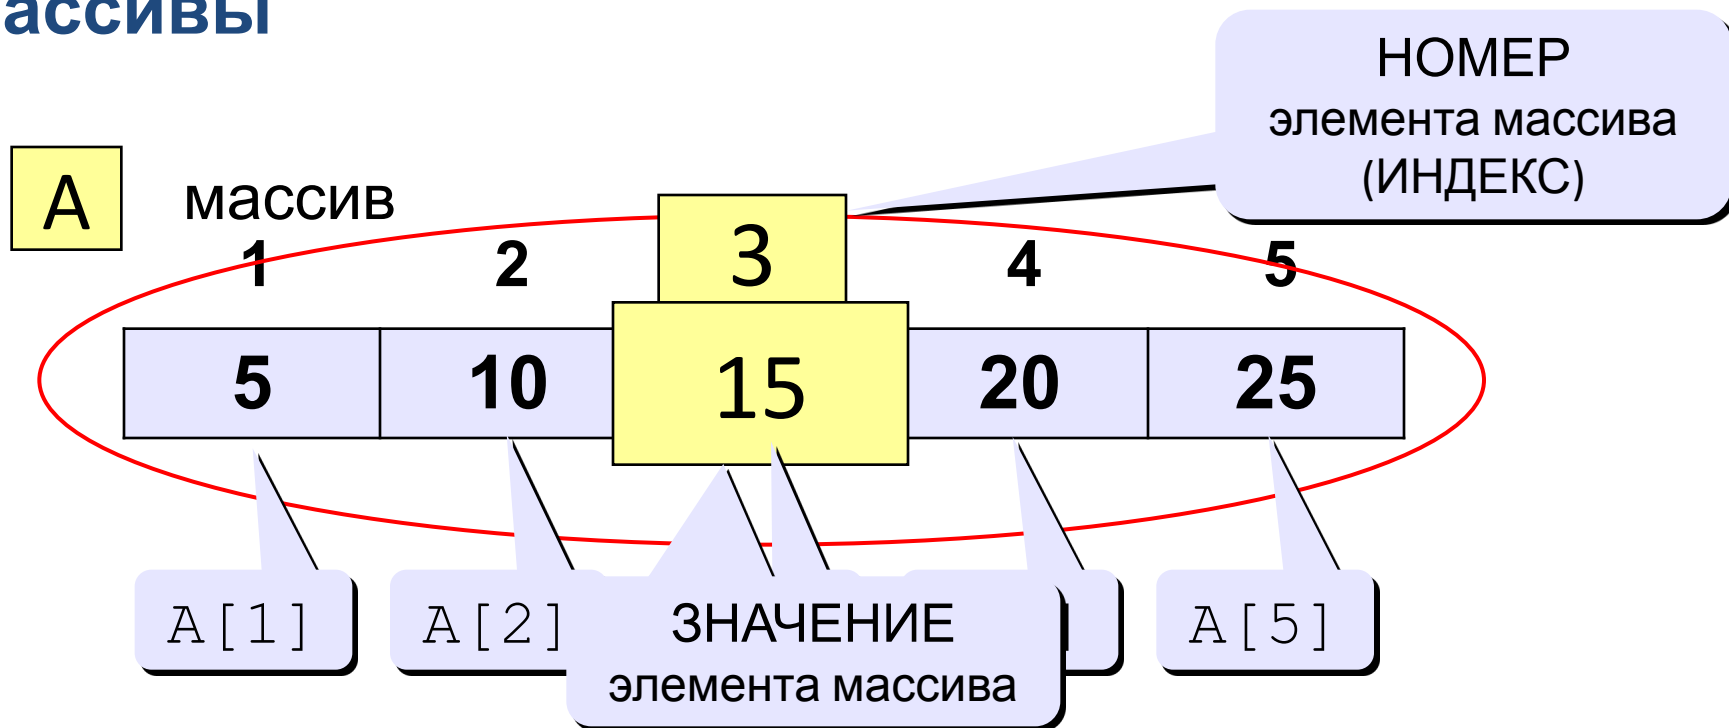 ассивы
НОМЕР
элемента массива
(ИНДЕКС)
A
массив
1 2 3 4 5
5 10 15 20 25
A[1] A[2] A[5]
ЗНАЧЕНИЕ
элемента массива